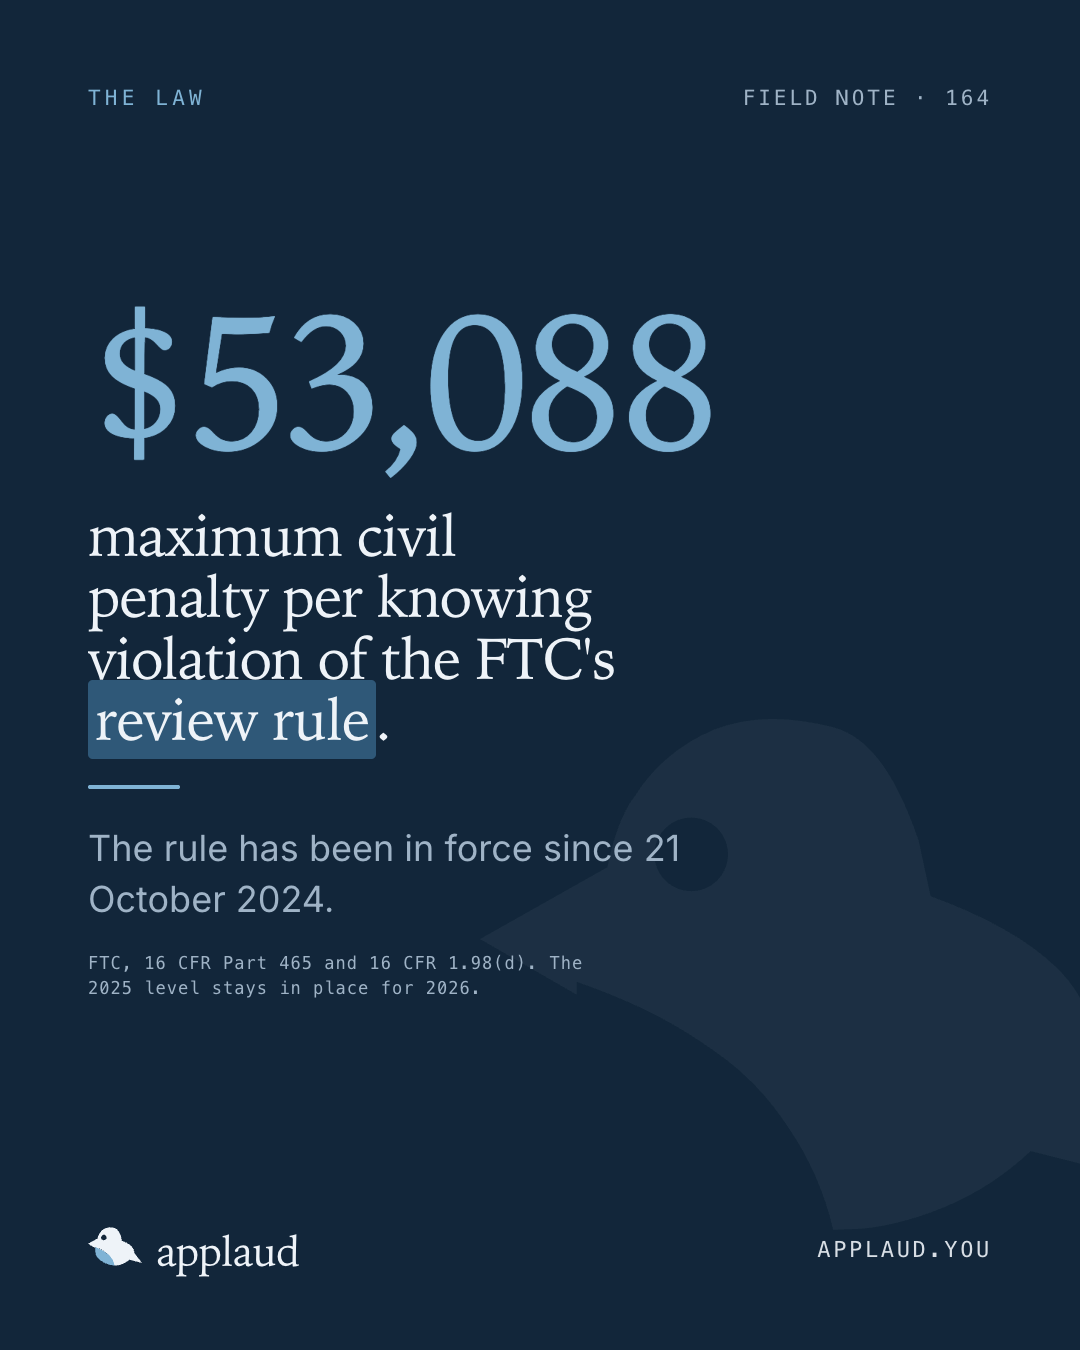 THE LAW
FIELD NOTE · 164
$53,088
maximum civil
penalty per knowing
violation of the FTC's
review rule.
The rule has been in force since 21
October 2024.
FTC, 16 CFR Part 465 and 16 CFR 1.98(d). The
2025 level stays in place for 2026.
applaud
APPLAUD.YOU